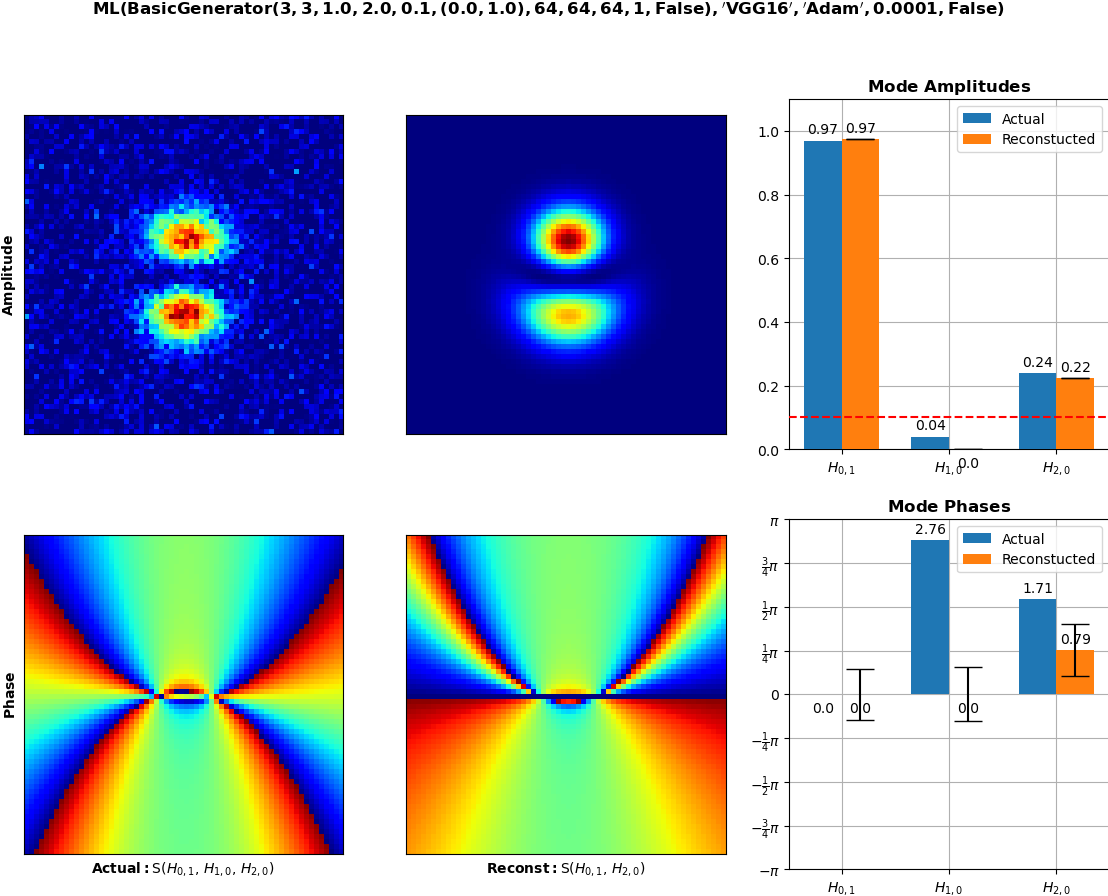 ML(BasicGenerator(3, 3, 1.0, 2.0, 0.1, (0.0, 1.0), 64, 64, 64, 1, False), ′VGG16′, ′Adam′, 0.0001, False)
Amplitude
Mode Amplitudes
Actual
Reconstucted
1.0
0.8
0.6
0.4
0.2
0.0
0.97
0.97
0.04
0.0
0.24
0.22
H0,1
H1,0
H2,0
Phase
Actual: S(H0,1, H1,0, H2,0)
Reconst: S(H0,1, H2,0)
Mode Phases
Actual
Reconstucted
π
3/4π
1/2π
1/4π
0
−1/4π
−1/2π
−3/4π
−π
0.0
0.0
2.76
0.0
1.71
0.79
H0,1
H1,0
H2,0